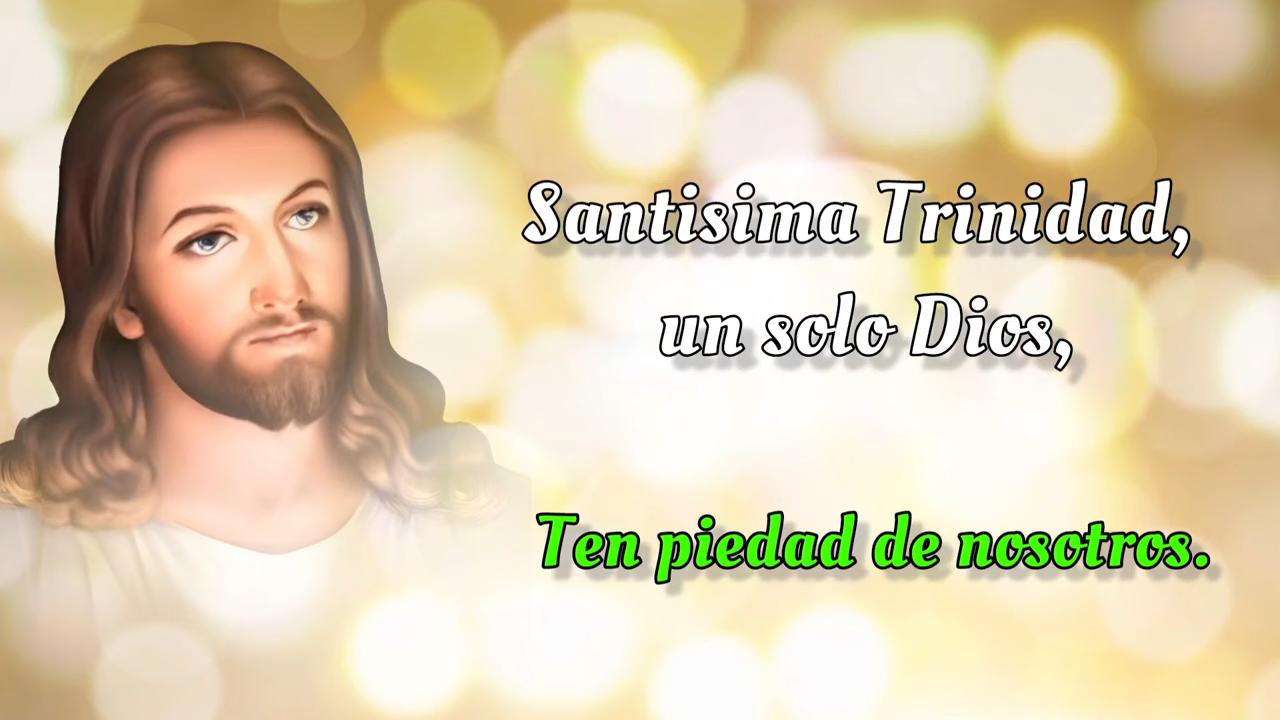 Santisima Trinidad,
un solo Dios,
Ten piedad de nosotros.